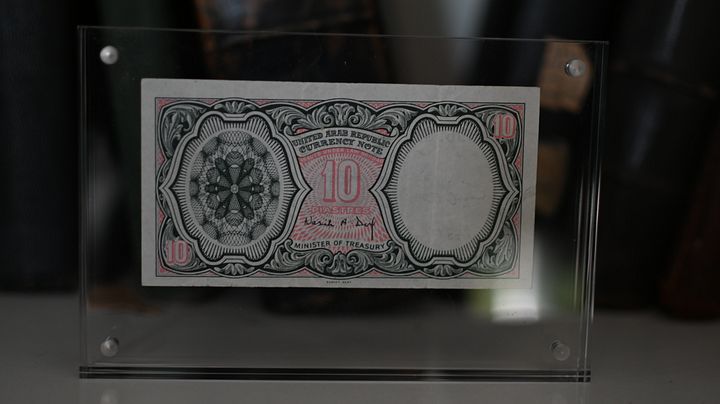 UNITED ARAB REPUBLIC
CURRENCY NOTE
10
10
PIASTRES
MINISTER OF TREASURY
10